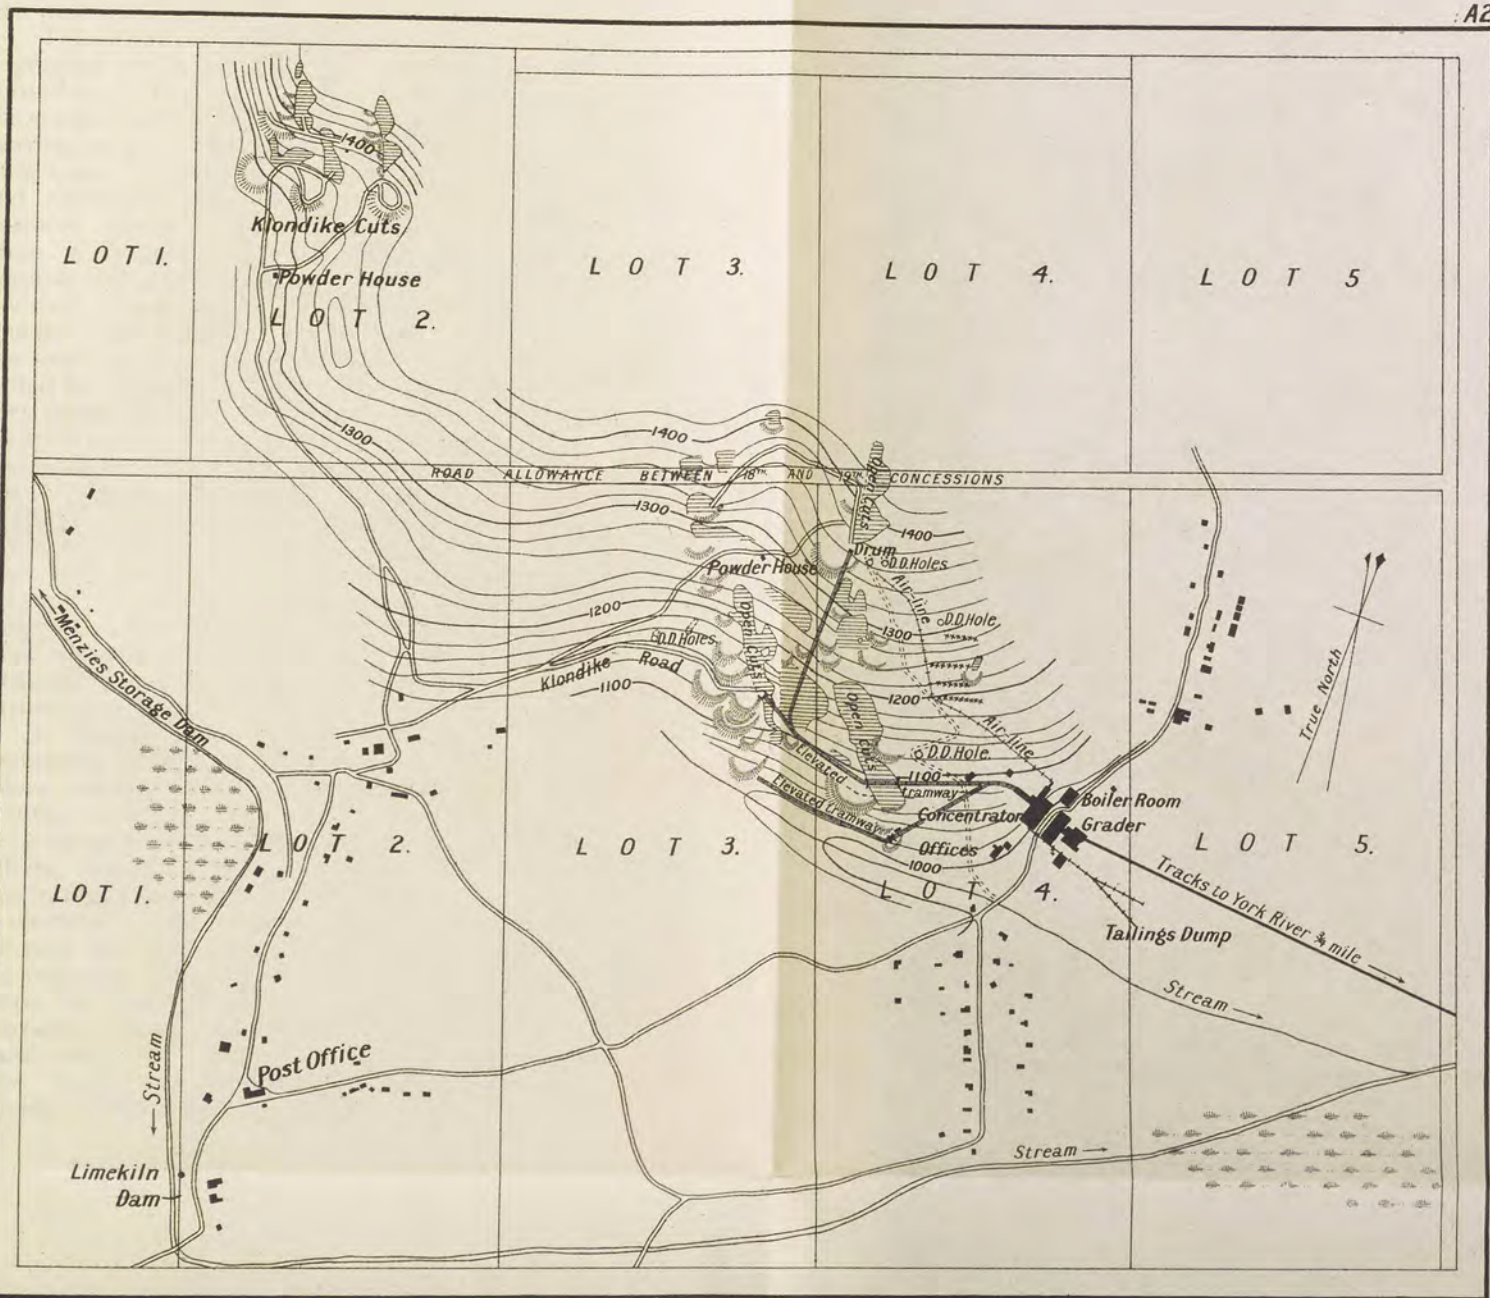 A2
1400
Klondike Cuts
LOT 1.
LOT 3.
LOT 4.
LOT 5
Powder House
LOT 2.
1300
1400
ROAD ALLOWANCE BETWEEN 18TH. AND 19TH. CONCESSIONS
Open Cuts
1300
1400
Drum
Powder House
D.D.Holes
Air-line
1200
Open Cuts
D.D.Hole
1300
D.D.Holes
Klondike Road
1100
1200
Open Cuts
Air-line
True North
Menzies Storage Dam
D.D.Hole
Elevated
1100
tramway
Elevated tramway
Concentrator
Boiler Room
Grader
Offices
1000
LOT 2.
LOT 3.
LOT 5.
LOT 1.
LOT 4.
Tracks to York River ¾ mile
Tailings Dump
Stream
Post Office
Stream
Stream
Limekiln
Dam